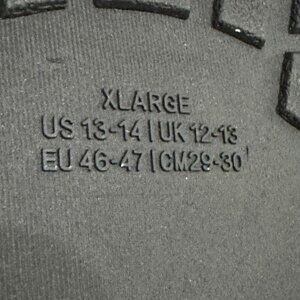 XLARGE
US 13-14 | UK 12-13
EU 46-47 | CM29-30